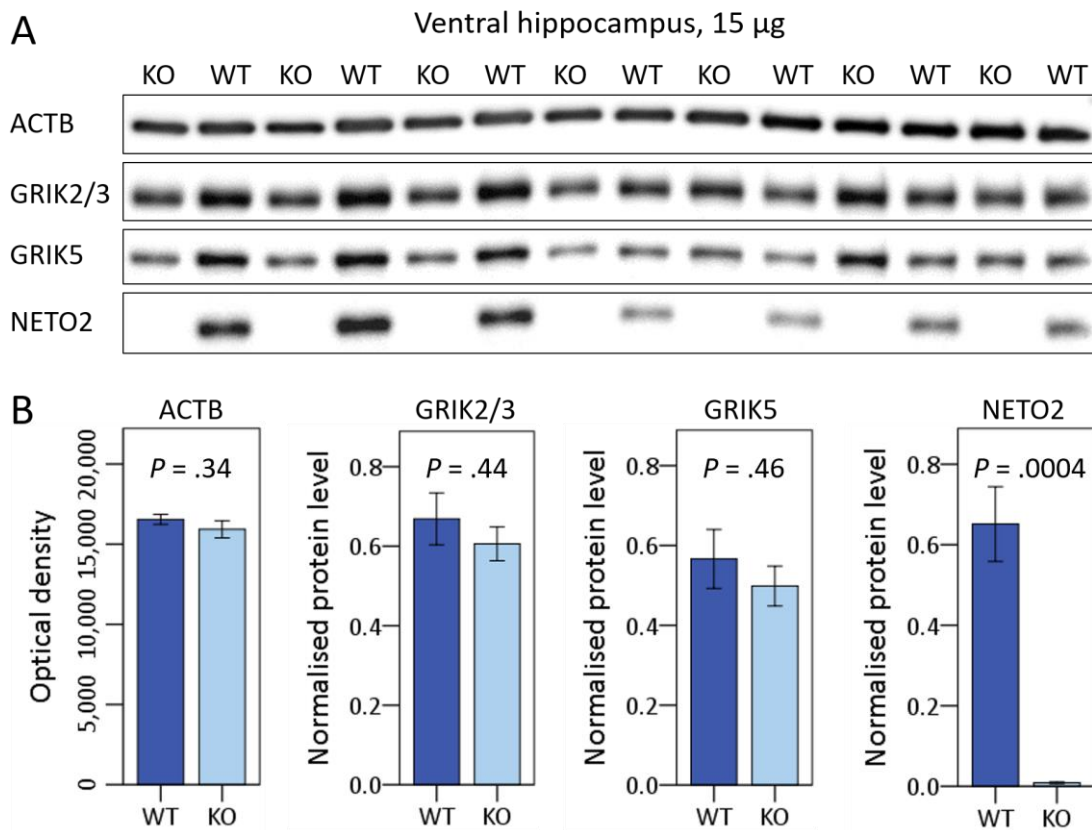 A
Ventral hippocampus, 15 µg
KO WT KO WT KO WT KO WT KO WT KO WT KO WT
ACTB
GRIK2/3
GRIK5
NETO2
B
ACTB
Optical density
20,000
15,000
10,000
5,000
0
P = .34
WT KO
GRIK2/3
Normalised protein level
0.8
0.6
0.4
0.2
0.0
P = .44
WT KO
GRIK5
Normalised protein level
0.8
0.6
0.4
0.2
0.0
P = .46
WT KO
NETO2
Normalised protein level
0.8
0.6
0.4
0.2
0.0
P = .0004
WT KO